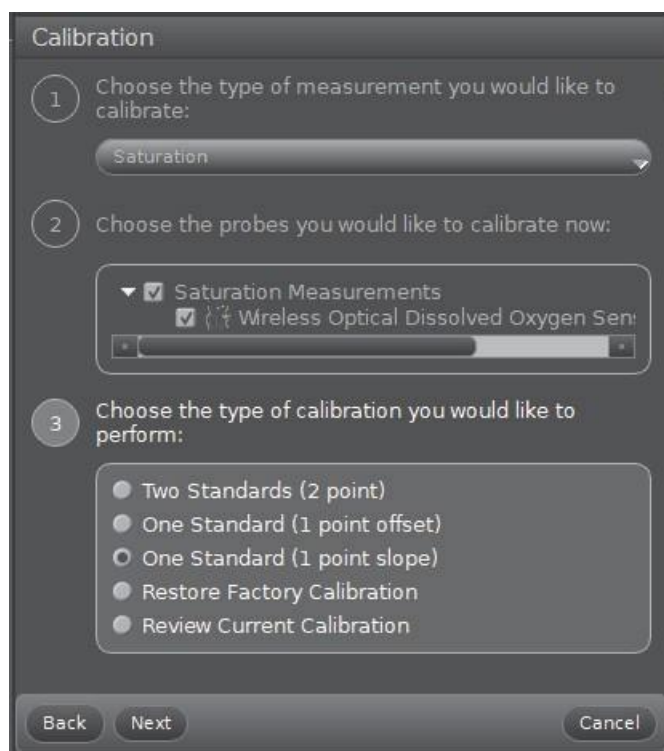 Calibration
1
Choose the type of measurement you would like to
calibrate:
Saturation
2
Choose the probes you would like to calibrate now:
Saturation Measurements
Wireless Optical Dissolved Oxygen Sen
3
Choose the type of calibration you would like to
perform:
Two Standards (2 point)
One Standard (1 point offset)
One Standard (1 point slope)
Restore Factory Calibration
Review Current Calibration
Back Next Cancel